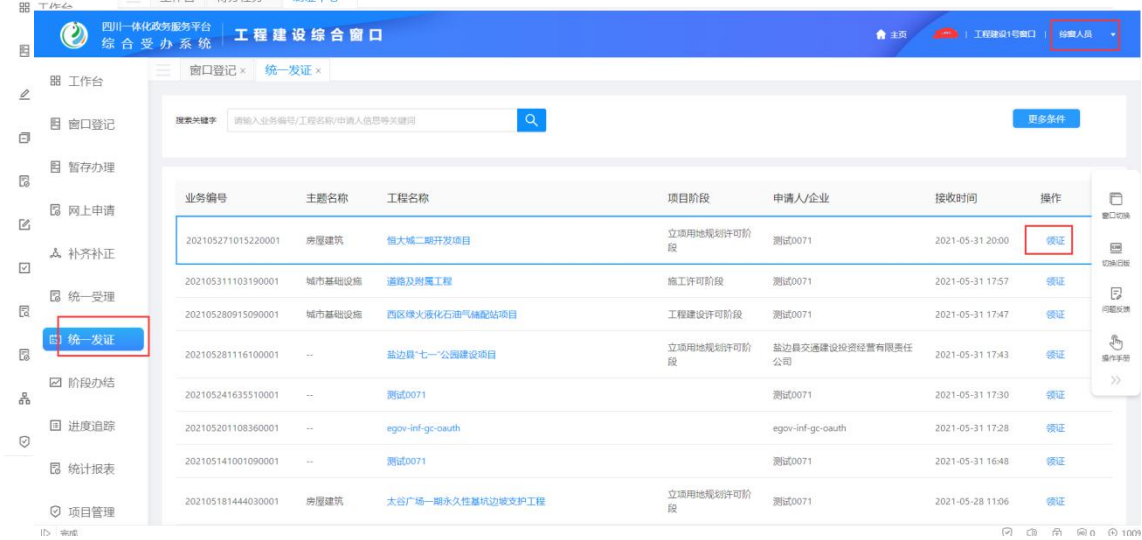 工作台
四川一体化政务服务平台
综合受办系统
工程建设综合窗口
主页
工程建设1号窗口
综窗人员
窗口登记 ×
统一发证 ×
工作台
窗口登记
暂存办理
网上申请
补齐补正
统一受理
统一发证
阶段办结
进度追踪
统计报表
项目管理
搜索关键字
请输入业务编号/工程名称/申请人信息等关键词
更多条件
业务编号 主题名称 工程名称 项目阶段 申请人/企业 接收时间 操作
202105271015220001 房屋建筑 恒大城二期开发项目 立项用地规划许可阶段 测试0071 2021-05-31 20:00 领证
202105311103190001 城市基础设施 道路及附属工程 施工许可阶段 测试0071 2021-05-31 17:57 领证
202105280915090001 城市基础设施 西区缘火液化石油气储配站项目 工程建设许可阶段 测试0071 2021-05-31 17:47 领证
202105281116100001 -- 盐边县“七一”公园建设项目 立项用地规划许可阶段 盐边县交通建设投资经营有限责任公司 2021-05-31 17:43 领证
202105241635510001 -- 测试0071 测试0071 2021-05-31 17:30 领证
202105201108360001 -- egov-inf-gc-oauth egov-inf-gc-oauth 2021-05-31 17:28 领证
202105141001090001 -- 测试0071 测试0071 2021-05-31 16:48 领证
202105181444030001 房屋建筑 太谷广场一期永久性基坑边坡支护工程 立项用地规划许可阶段 测试0071 2021-05-28 11:06 领证
窗口切换
切换旧版
问题反馈
操作手册
完成
0
100%